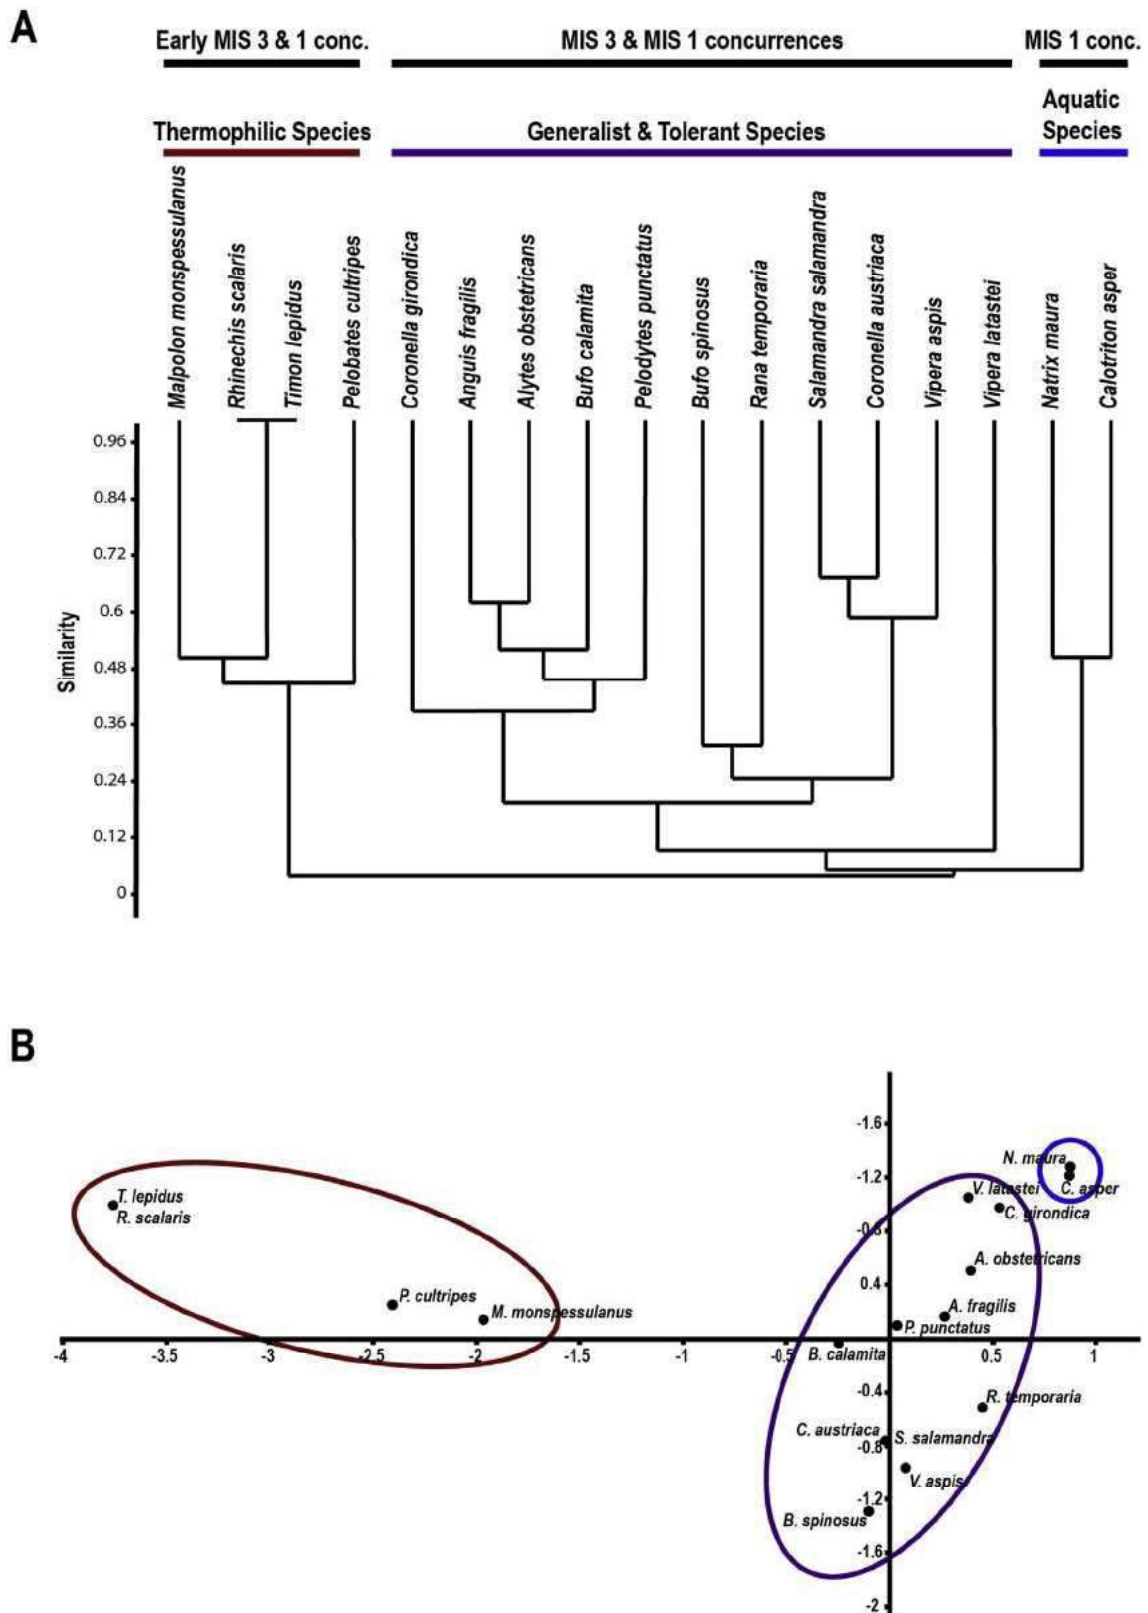 A
Early MIS 3 & 1 conc.
MIS 3 & MIS 1 concurrences
MIS 1 conc.
Thermophilic Species
Generalist & Tolerant Species
Aquatic
Species
Malpolon monspessulanus
Rhinechis scalaris
Timon lepidus
Pelobates cultripes
Coronella girondica
Anguis fragilis
Alytes obstetricans
Bufo calamita
Pelodytes punctatus
Bufo spinosus
Rana temporaria
Salamandra salamandra
Coronella austriaca
Vipera aspis
Vipera latastei
Natrix maura
Calotriton asper
Similarity
0.96
0.84
0.72
0.6
0.48
0.36
0.24
0.12
0
B
-1.6
N. maura
-1.2
V. latastei
C. asper
T. lepidus
R. scalaris
C. girondica
-0.8
A. obstetricans
0.4
P. cultripes
M. monspessulanus
A. fragilis
P. punctatus
-4
-3.5
-3
-2.5
-2
-1.5
-1
-0.5
0.5
1
B. calamita
-0.4
R. temporaria
C. austriaca
S. salamandra
-0.8
V. aspis
-1.2
B. spinosus
-1.6
-2